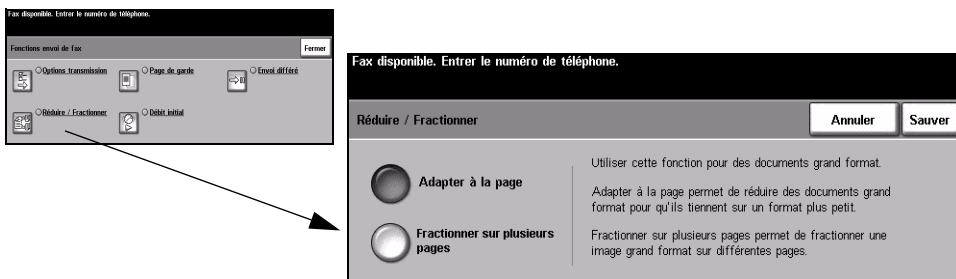 Fax disponible. Entrer le numéro de téléphone.
Fonctions envoi de fax
Fermer
Options transmission
Page de garde
Envoi différé
Réduire / Fractionner
Débit initial
Fax disponible. Entrer le numéro de téléphone.
Réduire / Fractionner
Annuler
Sauver
Adapter à la page
Fractionner sur plusieurs
pages
Utiliser cette fonction pour des documents grand format.
Adapter à la page permet de réduire des documents grand
format pour qu'ils tiennent sur un format plus petit.
Fractionner sur plusieurs pages permet de fractionner une
image grand format sur différentes pages.